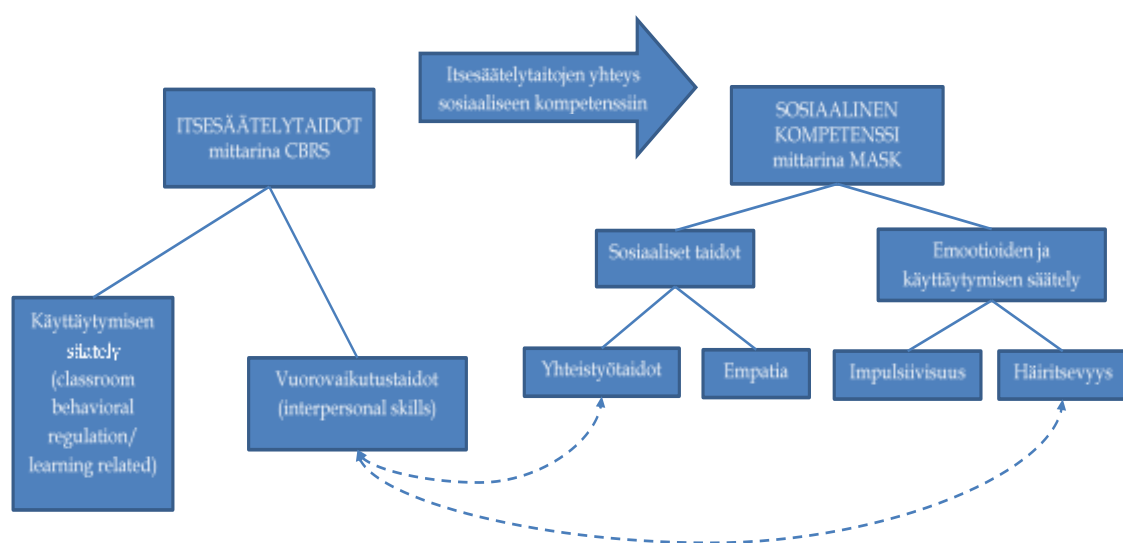 Itsesäätelytaitojen yhteys
sosiaaliseen kompetenssiin
ITSESÄÄTELYTAIDOT
mittarina CBRS
SOSIAALINEN
KOMPETENSSI
mittarina MASK
Sosiaaliset taidot
Emootioiden ja
käyttäytymisen säätely
Käyttäytymisen
(classroom
behavioral
regulation/
learning related)
Vuorovaikutustaidot
(interpersonal skills)
Yhteistyötaidot
Empatia
Impulsiivisuus
Häiritsevyys